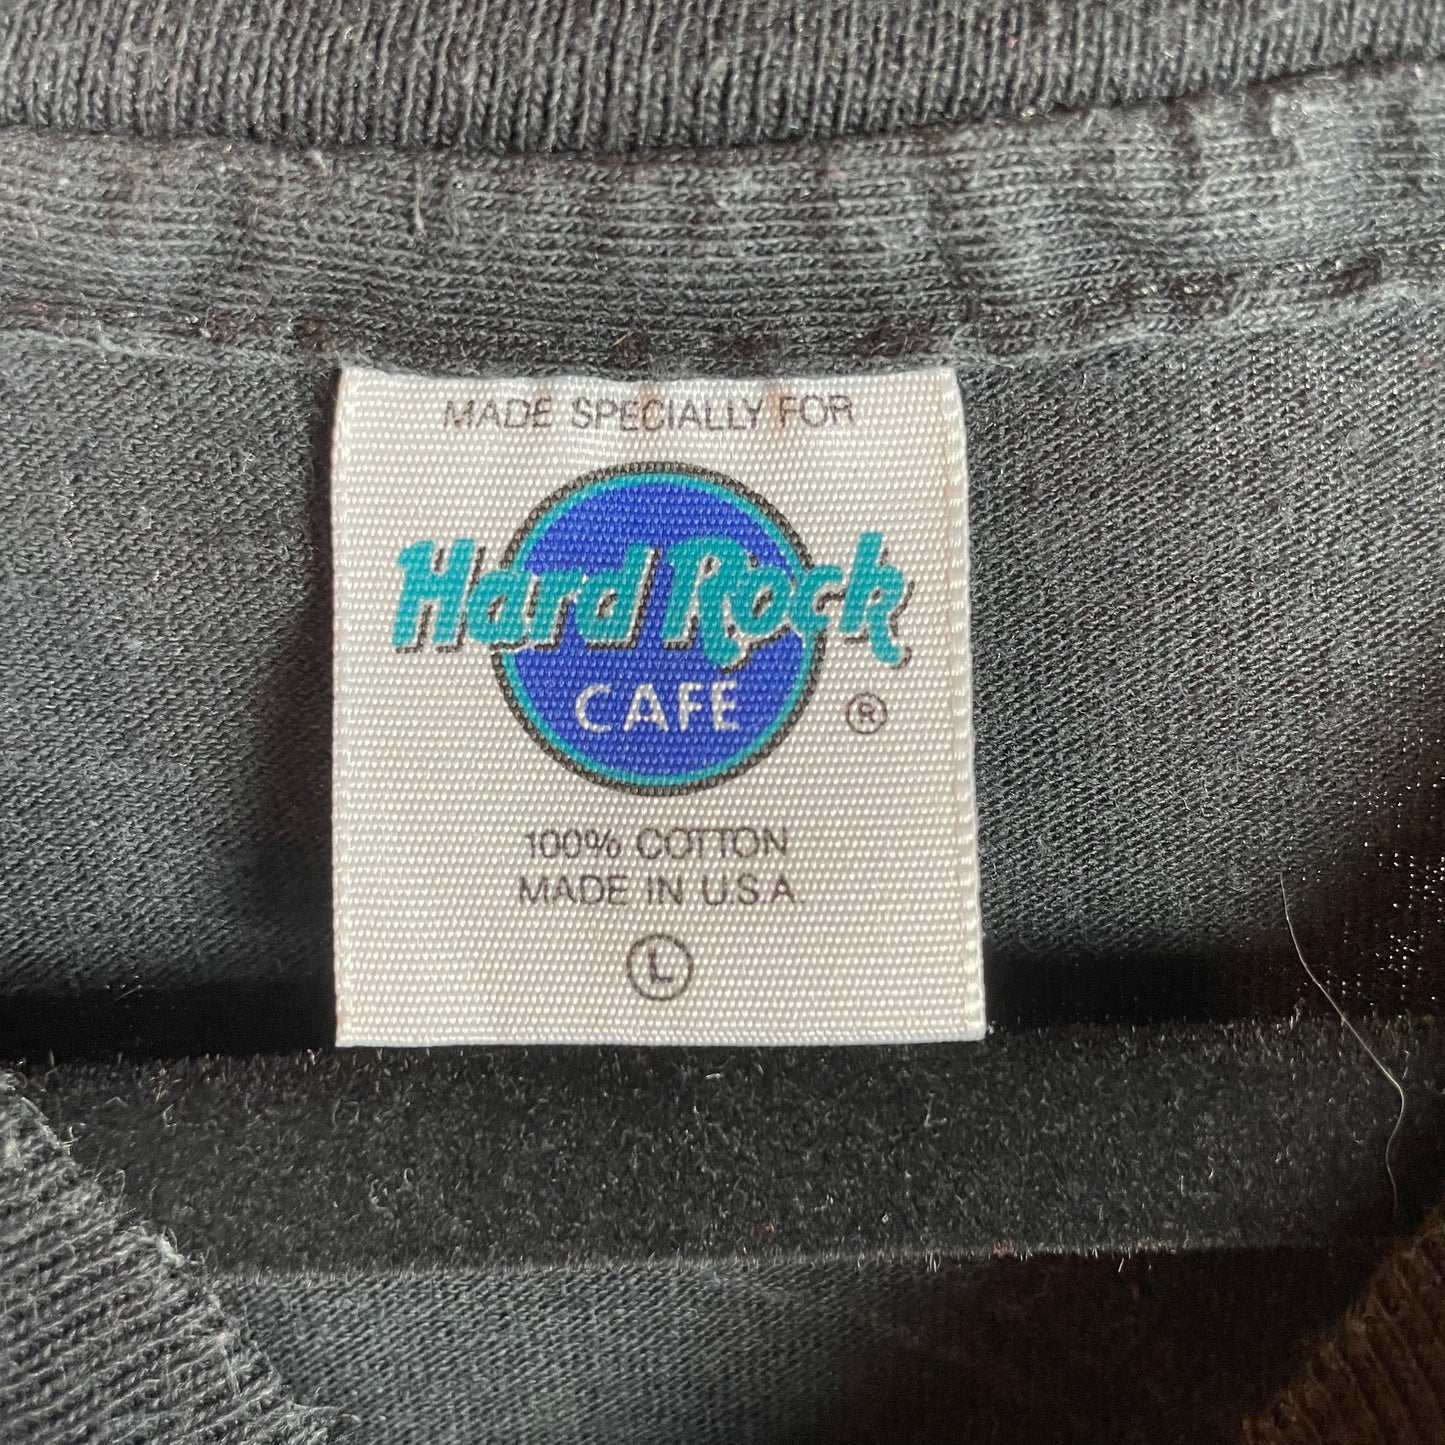 MADE SPECIALLY FOR
Hard Rock
CAFE
®
100% COTTON
MADE IN U.S.A.
L